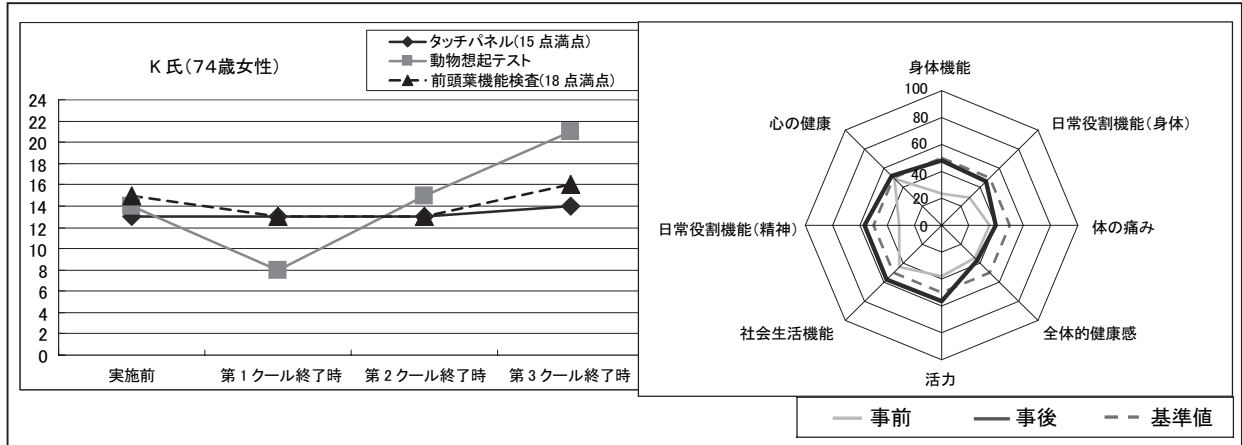 K氏(74歳女性)
タッチパネル(15点満点)
動物想起テスト
前頭葉機能検査(18点満点)
24
22
20
18
16
14
12
10
8
6
4
2
0
実施前
第1クール終了時
第2クール終了時
第3クール終了時
身体機能
日常役割機能(身体)
体の痛み
全体的健康感
活力
社会生活機能
日常役割機能(精神)
心の健康
100
80
60
40
20
0
事前
事後
基準値